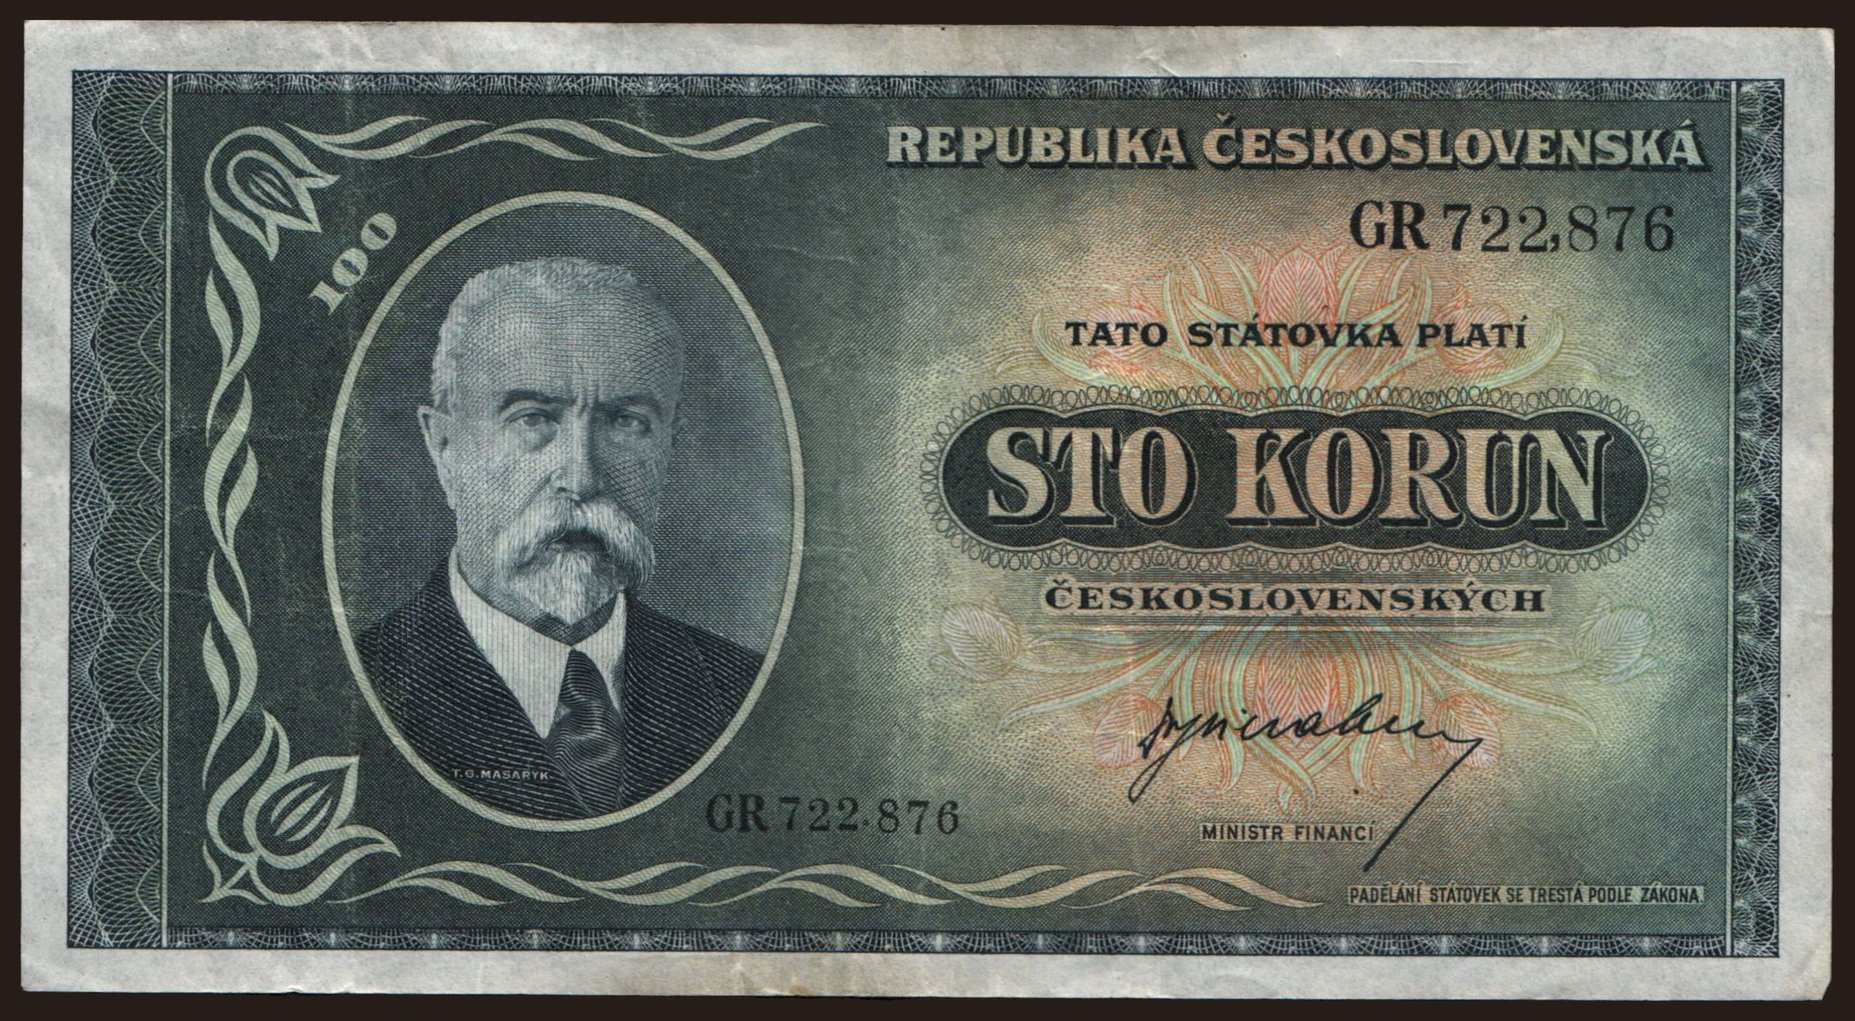 REPUBLIKA ČESKOSLOVENSKÁ
GR 722,876
100
TATO STÁTOVKA PLATÍ
STO KORUN
ČESKOSLOVENSKÝCH
T. G. MASARYK
GR 722.876
MINISTR FINANCÍ
PADĚLÁNÍ STÁTOVEK SE TRESTÁ PODLE ZÁKONA.